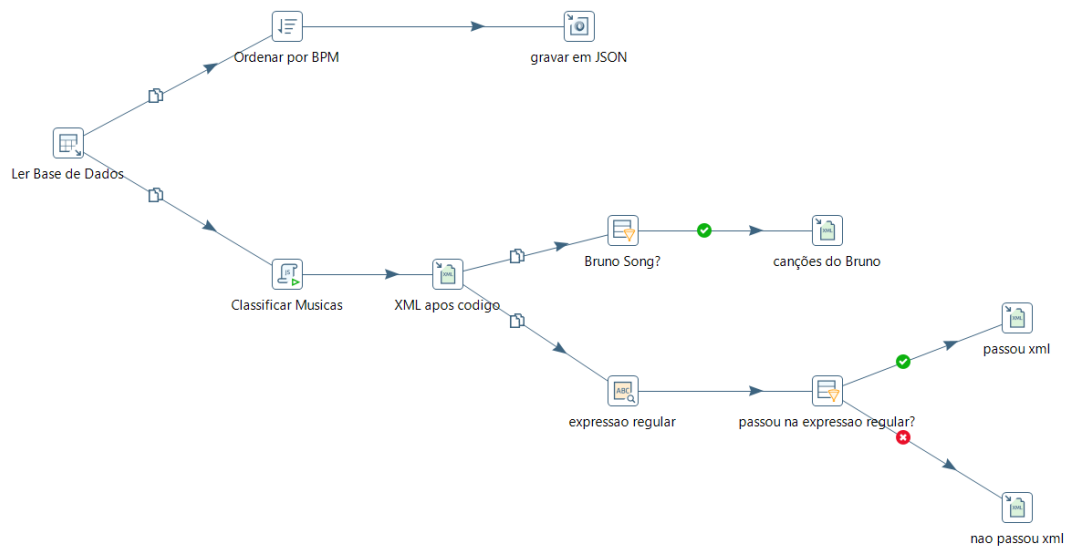 Ordenar por BPM
gravar em JSON
Ler Base de Dados
Bruno Song?
canções do Bruno
Classificar Musicas
XML apos codigo
passou xml
expressao regular
passou na expressao regular?
nao passou xml